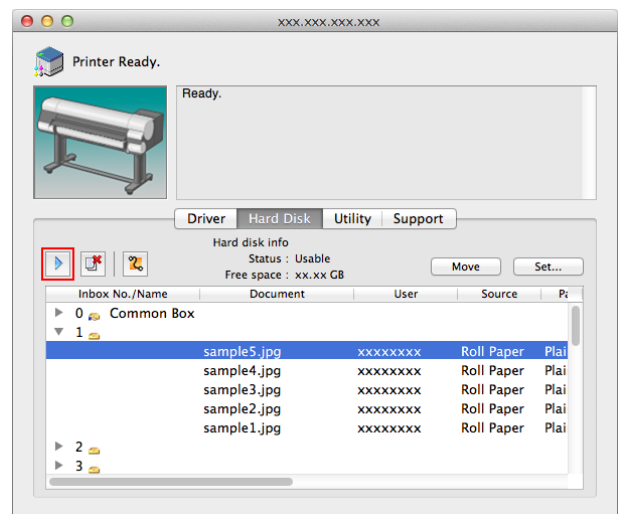 xxx.xxx.xxx.xxx
Printer Ready.
Ready.
Driver Hard Disk Utility Support
Hard disk info
Status : Usable
Free space : xx.xx GB
Move Set...
Inbox No./Name Document User Source Pa
0 Common Box
1
sample5.jpg xxxxxxxx Roll Paper Plai
sample4.jpg xxxxxxxx Roll Paper Plai
sample3.jpg xxxxxxxx Roll Paper Plai
sample2.jpg xxxxxxxx Roll Paper Plai
sample1.jpg xxxxxxxx Roll Paper Plai
2
3